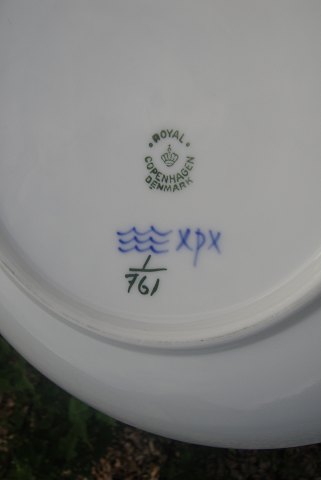 ROYAL
COPENHAGEN
DENMARK
xpx
1
761